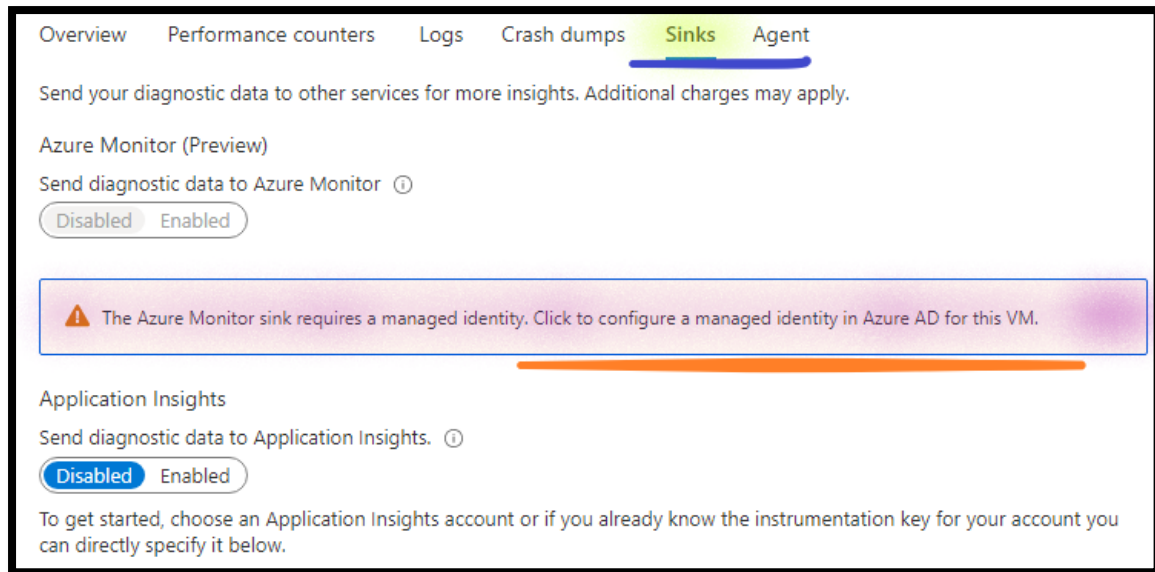 Overview Performance counters Logs Crash dumps Sinks Agent
Send your diagnostic data to other services for more insights. Additional charges may apply.
Azure Monitor (Preview)
Send diagnostic data to Azure Monitor
Disabled Enabled
The Azure Monitor sink requires a managed identity. Click to configure a managed identity in Azure AD for this VM.
Application Insights
Send diagnostic data to Application Insights.
Disabled Enabled
To get started, choose an Application Insights account or if you already know the instrumentation key for your account you
can directly specify it below.